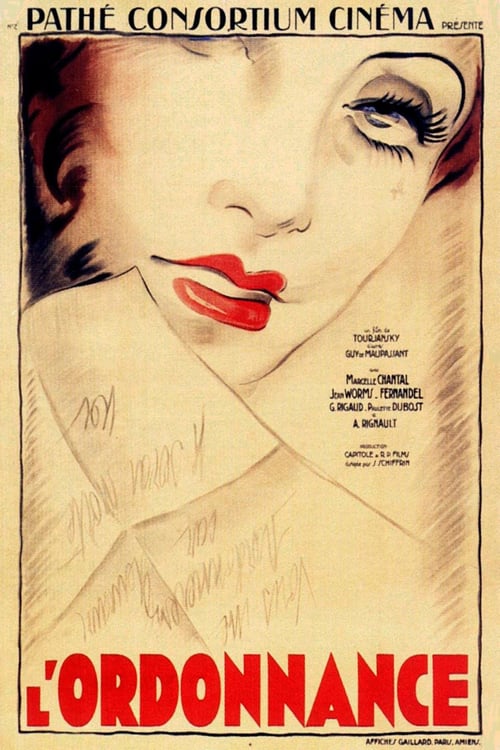 PATHÉ CONSORTIUM CINÉMA PRÉSENTE
un film de
TOURJANSKY
d'après
GUY DE MAUPASSANT
avec
MARCELLE CHANTAL
JEAN WORMS - FERNANDEL
G. RIGAUD - PAULETTE DUBOST
&
A. RIGNAULT
PRODUCTION
CAPITOLE & R.P. FILMS
dirigée par S. SCHIFFRIN
L'ORDONNANCE
AFFICHES GAILLARD, PARIS, AMIENS.